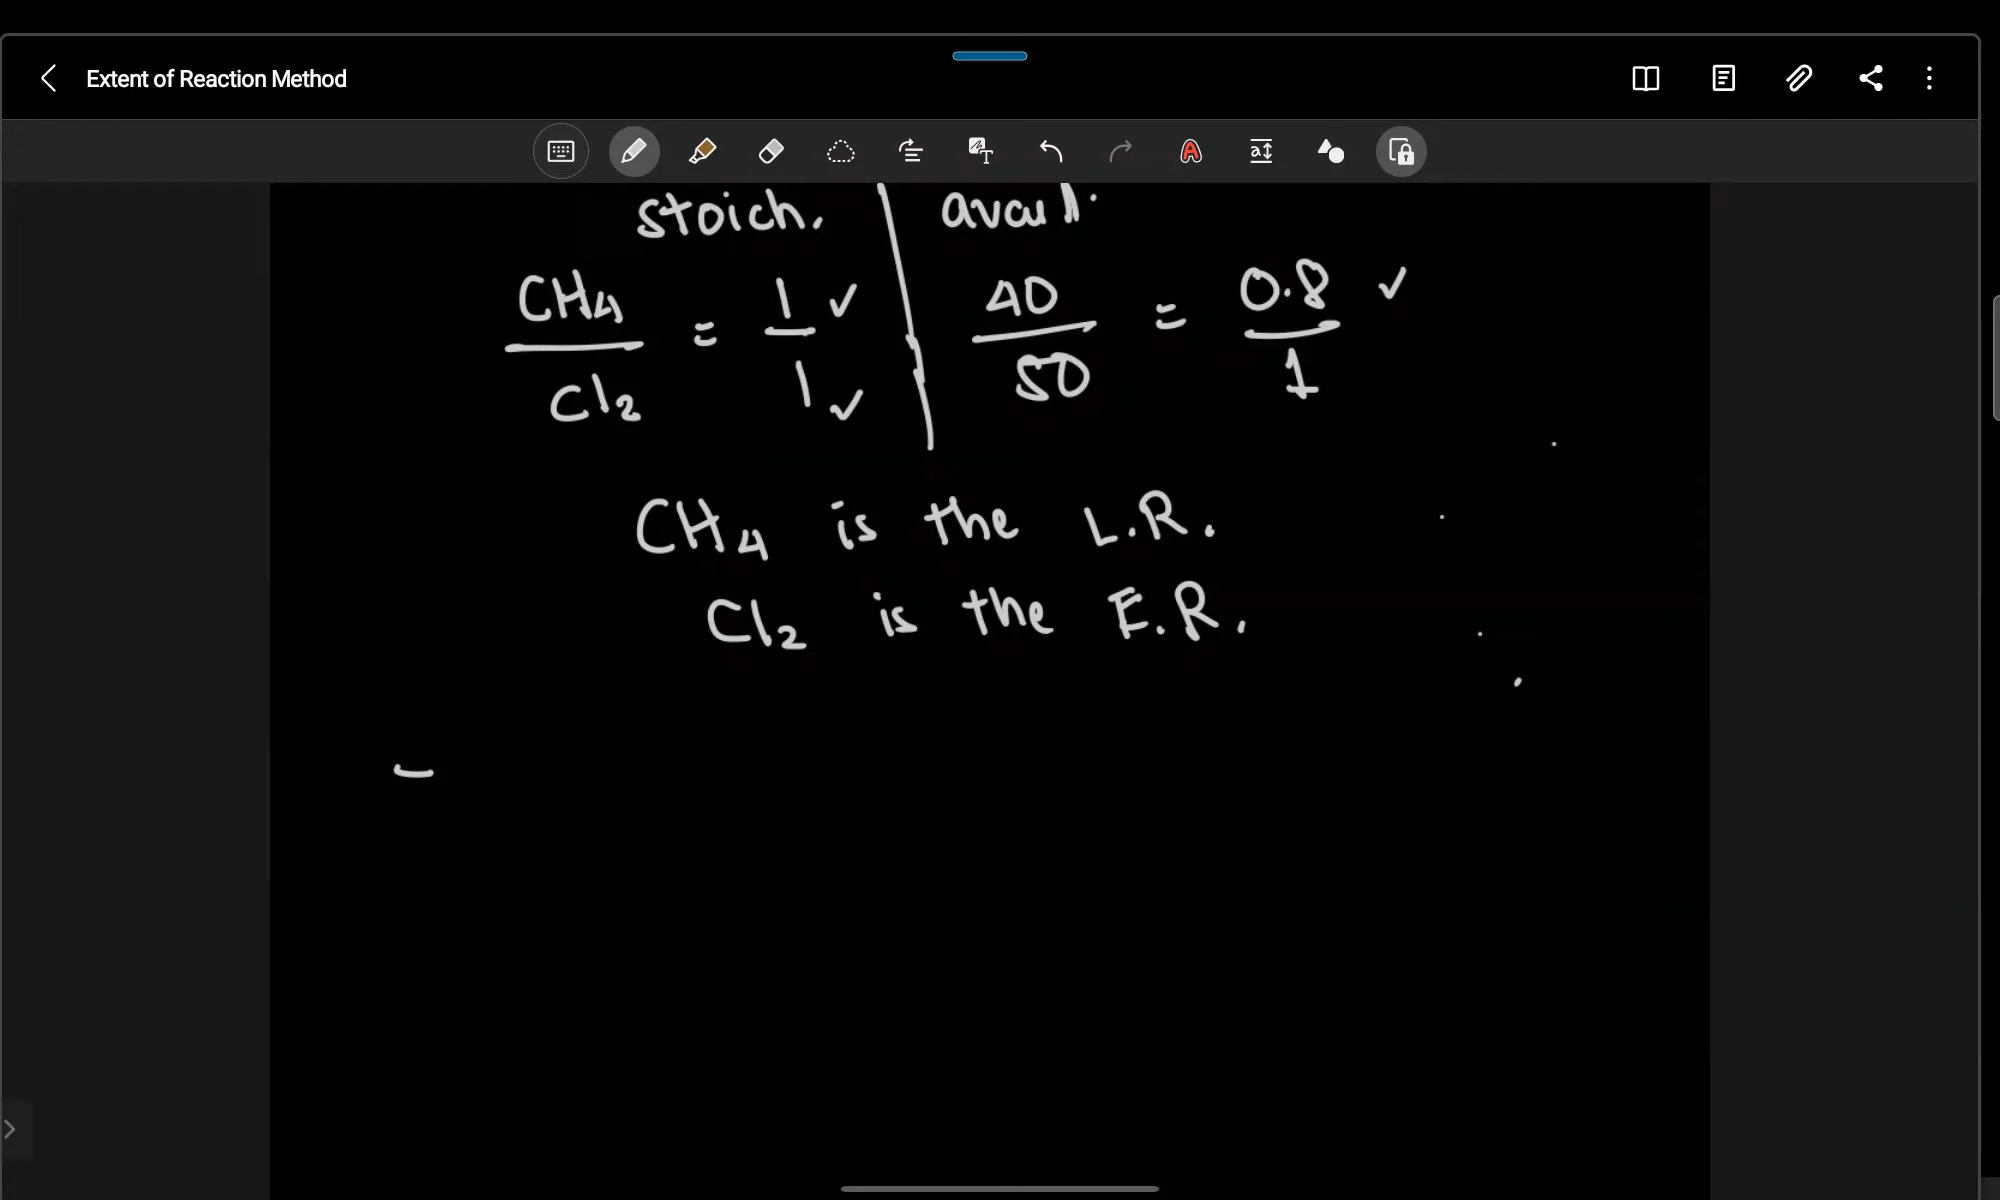 Extent of Reaction Method
stoich. | avail.
CH4 / Cl2 = 1 ✓ / 1 ✓ | 40 / 50 = 0.8 / 1 ✓
CH4 is the L.R.
Cl2 is the E.R.